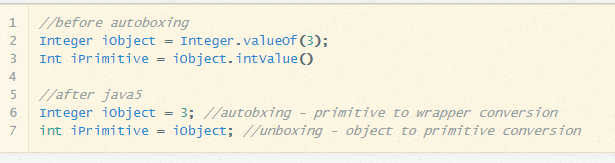 1 //before autoboxing
2 Integer iObject = Integer.valueOf(3);
3 Int iPrimitive = iObject.intValue()
4
5 //after java5
6 Integer iobject = 3; //autobxing - primitive to wrapper conversion
7 int iPrimitive = iObject; //unboxing - object to primitive conversion